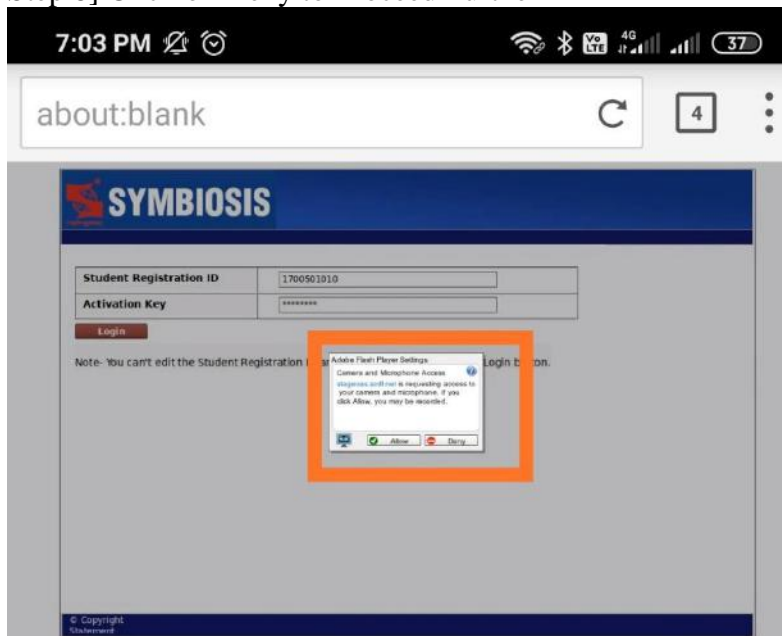 7:03 PM
Vo LTE 4G 37
about:blank
4
SYMBIOSIS
Student Registration ID 1700501010
Activation Key ********
Login
Note- You can't edit the Student Registration Login button.
Adobe Flash Player Settings
Camera and Microphone Access
is requesting access to
your camera and microphone. If you
click Allow, you may be recorded.
Allow Deny
© Copyright
Statement